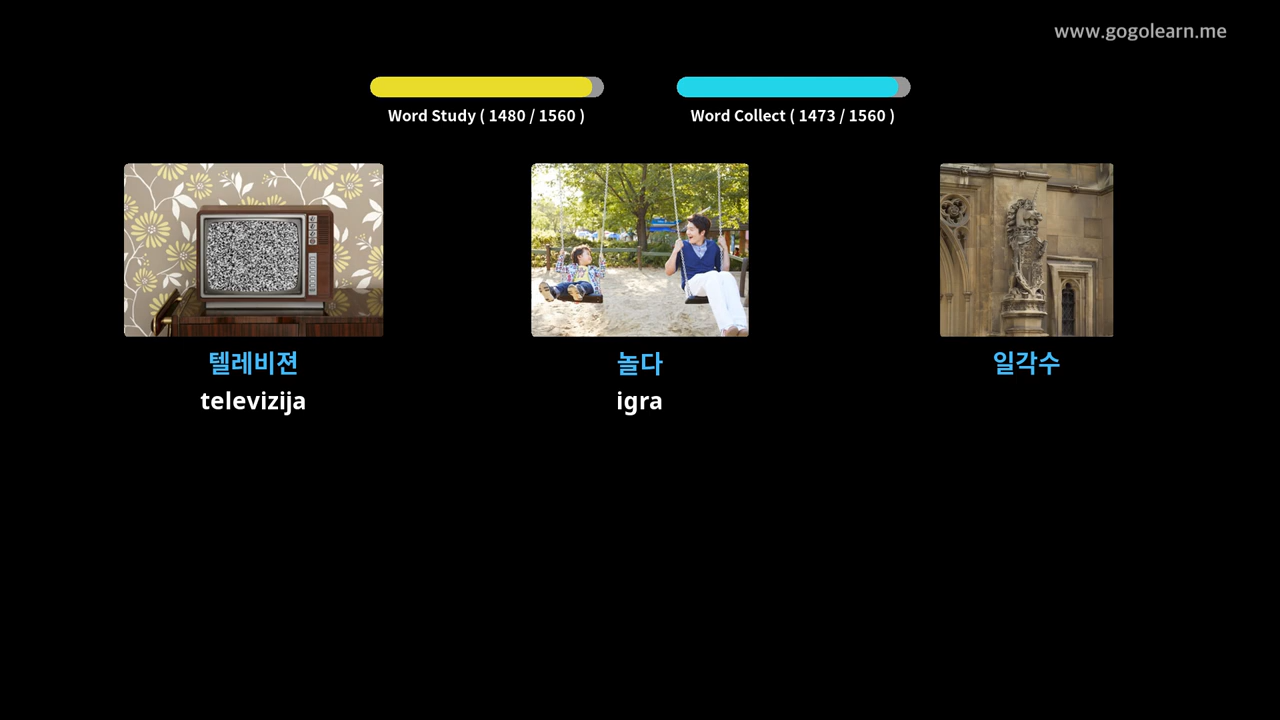 www.gogolearn.me
Word Study ( 1480 / 1560 )
Word Collect ( 1473 / 1560 )
텔레비젼
televizija
놀다
igra
일각수